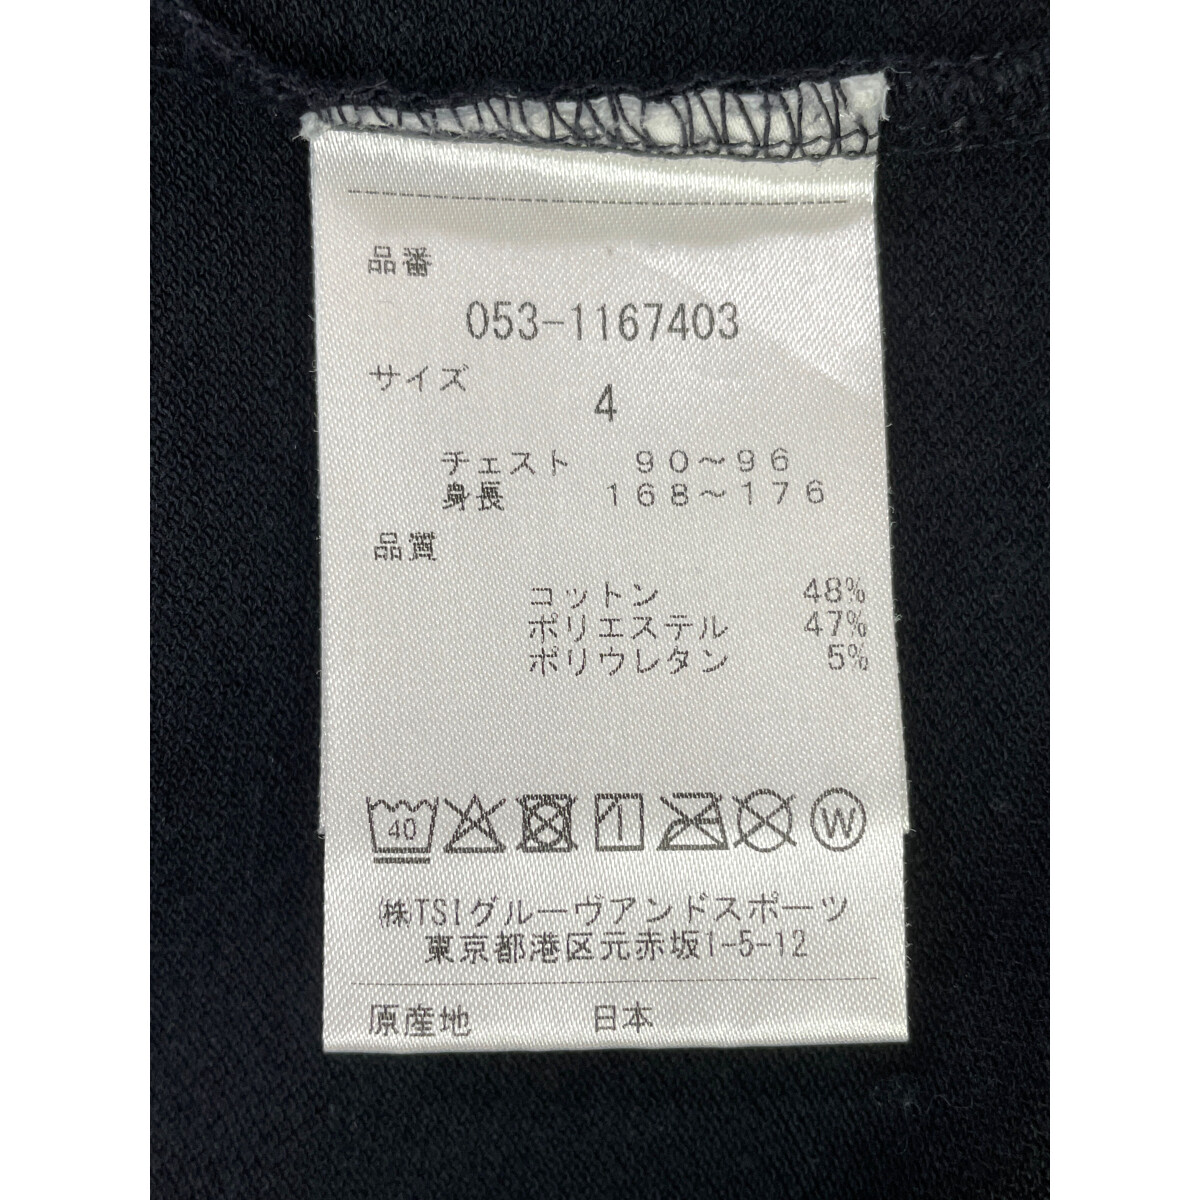 品番
053-1167403
サイズ
4
チェスト 90～96
身長 168～176
品質
コットン 48%
ポリエステル 47%
ポリウレタン 5%
40 W
㈱TSIグルーヴアンドスポーツ
東京都港区元赤坂1-5-12
原産地 日本